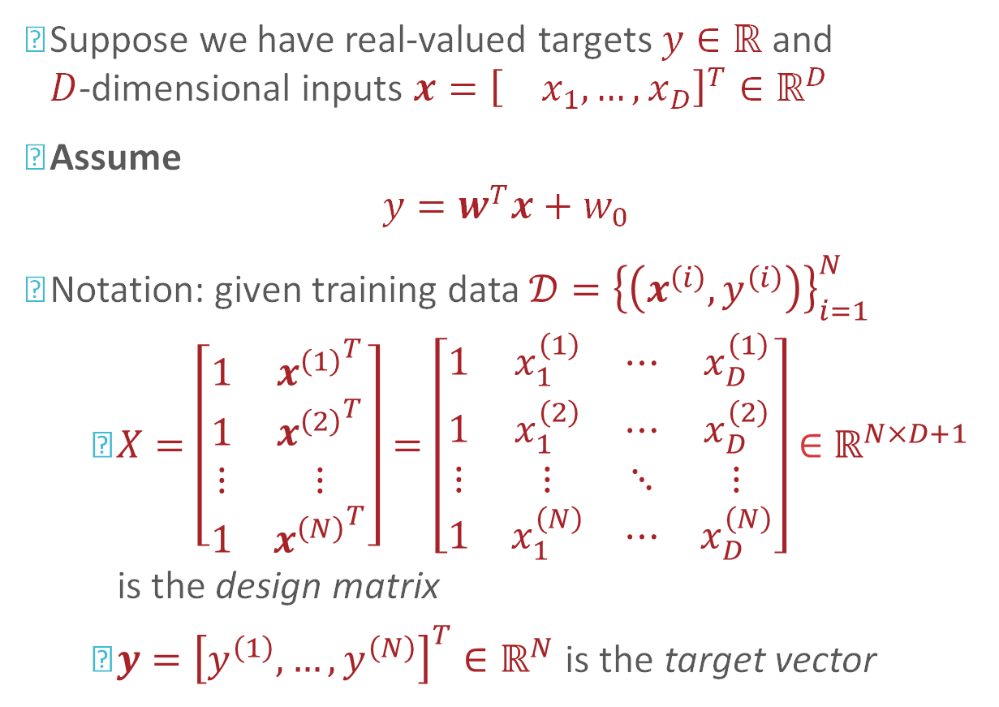 ⍰ Suppose we have real-valued targets y ∈ ℝ and
D-dimensional inputs 𝒙 = [ x₁, … , x_D]ᵀ ∈ ℝᴰ
⍰ Assume
y = 𝒘ᵀ𝒙 + w₀
⍰ Notation: given training data 𝒟 = {(𝒙⁽ⁱ⁾, y⁽ⁱ⁾)}ᵢ₌₁ᴺ
⍰ X = [1 𝒙⁽¹⁾ᵀ; 1 𝒙⁽²⁾ᵀ; ⋮ ⋮; 1 𝒙⁽ᴺ⁾ᵀ] = [1 x₁⁽¹⁾ ⋯ x_D⁽¹⁾; 1 x₁⁽²⁾ ⋯ x_D⁽²⁾; ⋮ ⋮ ⋱ ⋮; 1 x₁⁽ᴺ⁾ ⋯ x_D⁽ᴺ⁾] ∈ ℝᴺˣᴰ⁺¹
is the design matrix
⍰ 𝒚 = [y⁽¹⁾, … , y⁽ᴺ⁾]ᵀ ∈ ℝᴺ is the target vector